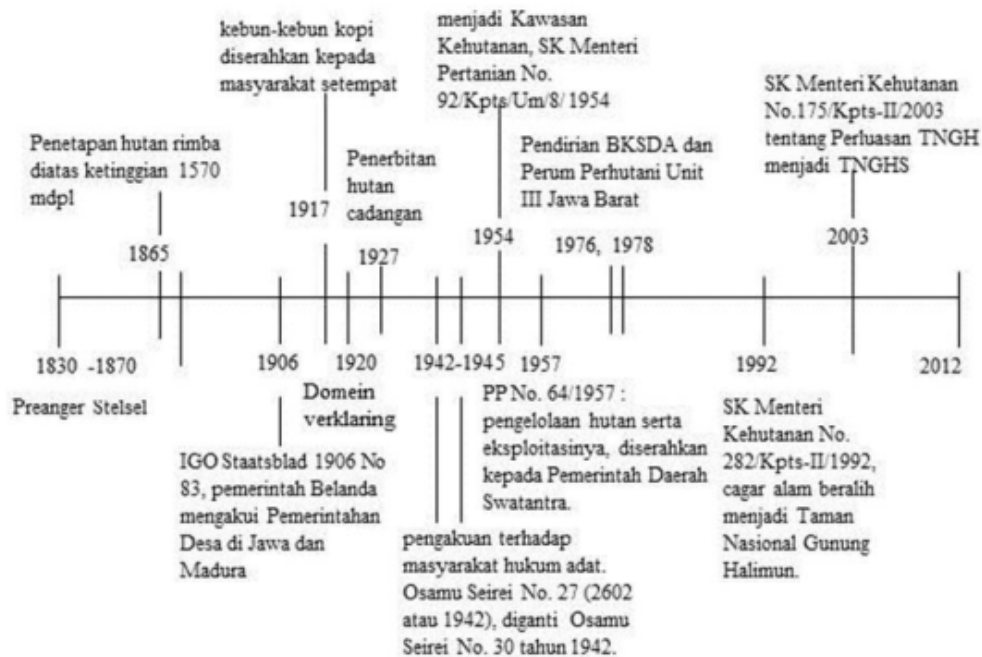 kebun-kebun kopi
diserahkan kepada
masyarakat setempat
menjadi Kawasan
Kehutanan, SK Menteri
Pertanian No.
92/Kpts/Um/8/ 1954
SK Menteri Kehutanan
No.175/Kpts-II/2003
tentang Perluasan TNGH
menjadi TNGHS
Penetapan hutan rimba
diatas ketinggian 1570
mdpl
Penerbitan
hutan
cadangan
Pendirian BKSDA dan
Perum Perhutani Unit
III Jawa Barat
1865
1917
1927
1954
1976, 1978
2003
1830 -1870
1906
1920
1942-1945
1957
1992
2012
Preanger Stelsel
Domein
verklaring
PP No. 64/1957 :
pengelolaan hutan serta
eksploitasinya, diserahkan
kepada Pemerintah Daerah
Swatantra.
SK Menteri
Kehutanan No.
282/Kpts-II/1992,
cagar alam beralih
menjadi Taman
Nasional Gunung
Halimun.
IGO Staatsblad 1906 No
83, pemerintah Belanda
mengakui Pemerintahan
Desa di Jawa dan
Madura
pengakuan terhadap
masyarakat hukum adat.
Osamu Seirei No. 27 (2602
atau 1942), diganti Osamu
Seirei No. 30 tahun 1942.